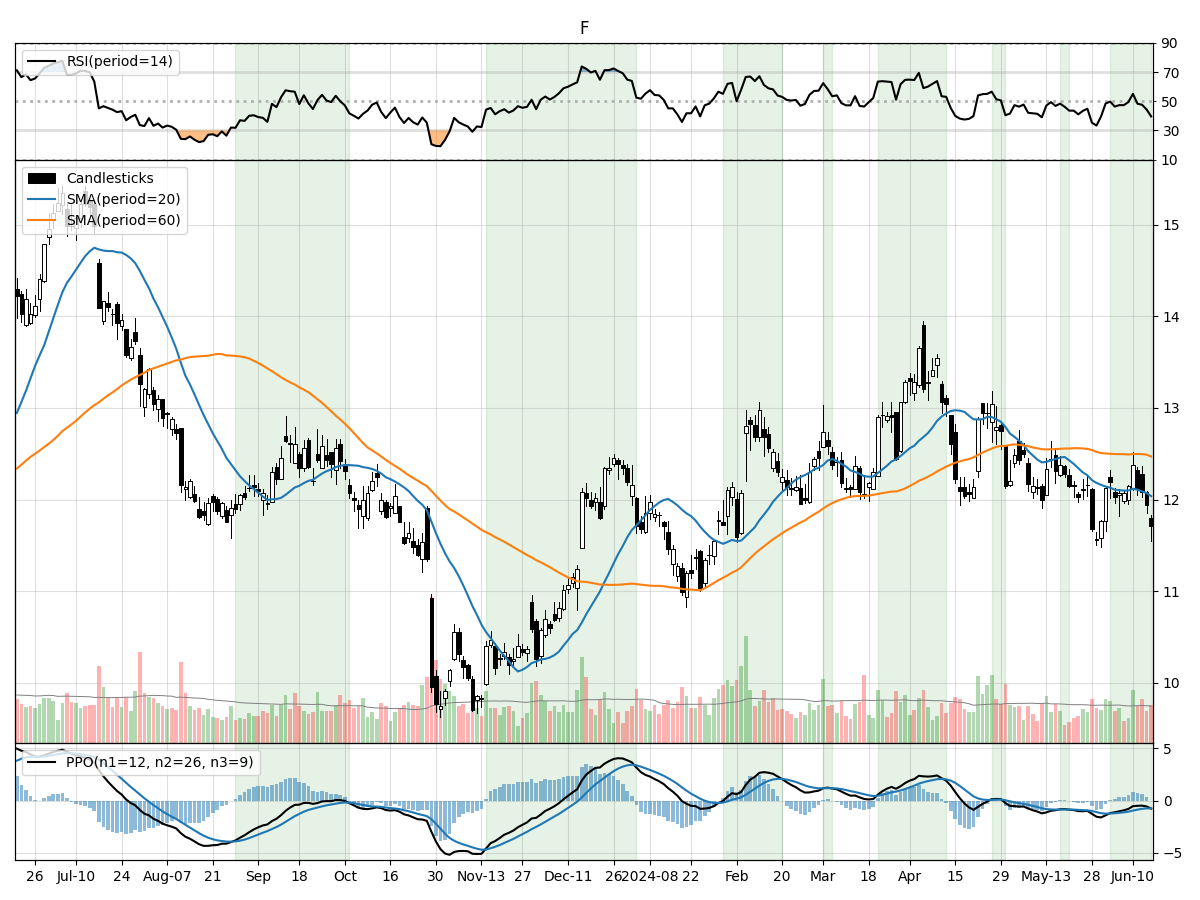 F
RSI(period=14)
90
70
50
30
10
Candlesticks
SMA(period=20)
SMA(period=60)
15
14
13
12
11
10
PPO(n1=12, n2=26, n3=9)
5
0
−5
26 Jul-10 24 Aug-07 21 Sep 18 Oct 16 30 Nov-13 27 Dec-11 26 2024-08 22 Feb 20 Mar 18 Apr 15 29 May-13 28 Jun-10